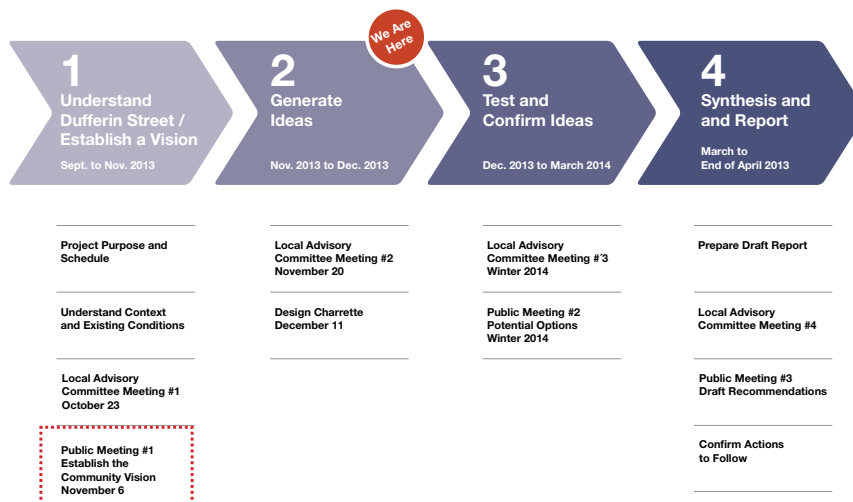 We Are
Here
1
Understand
Dufferin Street /
Establish a Vision
Sept. to Nov. 2013
2
Generate
Ideas
Nov. 2013 to Dec. 2013
3
Test and
Confirm Ideas
Dec. 2013 to March 2014
4
Synthesis and
and Report
March to
End of April 2013
Project Purpose and
Schedule
Understand Context
and Existing Conditions
Local Advisory
Committee Meeting #1
October 23
Public Meeting #1
Establish the
Community Vision
November 6
Local Advisory
Committee Meeting #2
November 20
Design Charrette
December 11
Local Advisory
Committee Meeting #´3
Winter 2014
Public Meeting #2
Potential Options
Winter 2014
Prepare Draft Report
Local Advisory
Committee Meeting #4
Public Meeting #3
Draft Recommendations
Confirm Actions
to Follow